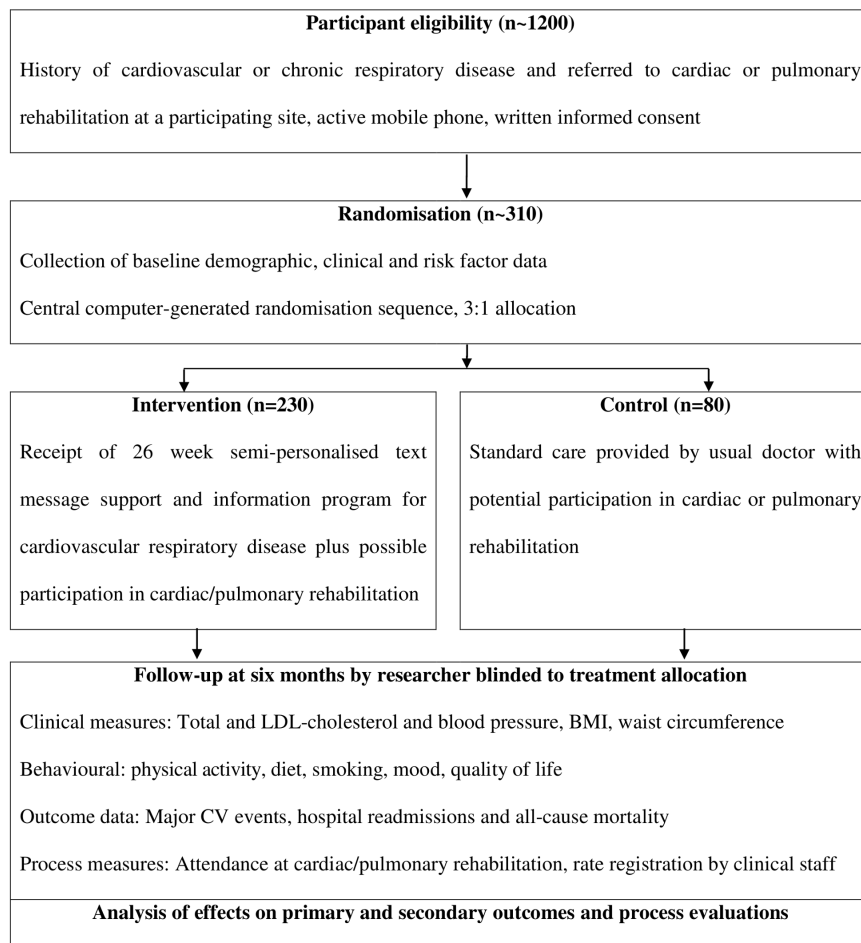 Participant eligibility (n~1200)
History of cardiovascular or chronic respiratory disease and referred to cardiac or pulmonary
rehabilitation at a participating site, active mobile phone, written informed consent
Randomisation (n~310)
Collection of baseline demographic, clinical and risk factor data
Central computer-generated randomisation sequence, 3:1 allocation
Intervention (n=230)
Receipt of 26 week semi-personalised text
message support and information program for
cardiovascular respiratory disease plus possible
participation in cardiac/pulmonary rehabilitation
Control (n=80)
Standard care provided by usual doctor with
potential participation in cardiac or pulmonary
rehabilitation
Follow-up at six months by researcher blinded to treatment allocation
Clinical measures: Total and LDL-cholesterol and blood pressure, BMI, waist circumference
Behavioural: physical activity, diet, smoking, mood, quality of life
Outcome data: Major CV events, hospital readmissions and all-cause mortality
Process measures: Attendance at cardiac/pulmonary rehabilitation, rate registration by clinical staff
Analysis of effects on primary and secondary outcomes and process evaluations